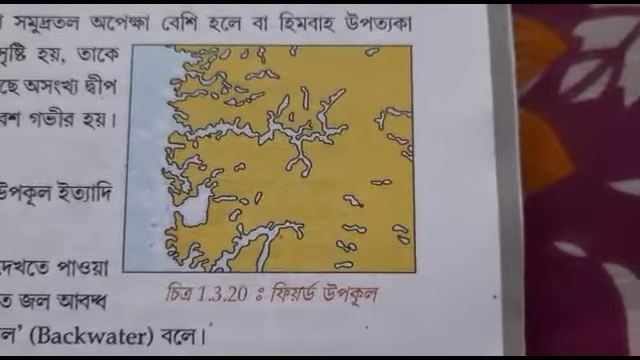 সমুদ্রতল অপেক্ষা বেশি হলে বা হিমবাহ উপত্যকা
সৃষ্টি হয়, তাকে
ছে অসংখ্য দ্বীপ
বেশ গভীর হয়।
উপকূল ইত্যাদি
দেখতে পাওয়া
ত জল আবদ্ধ
ল' (Backwater) বলে।
চিত্র 1.3.20 : ফিয়র্ড উপকূল